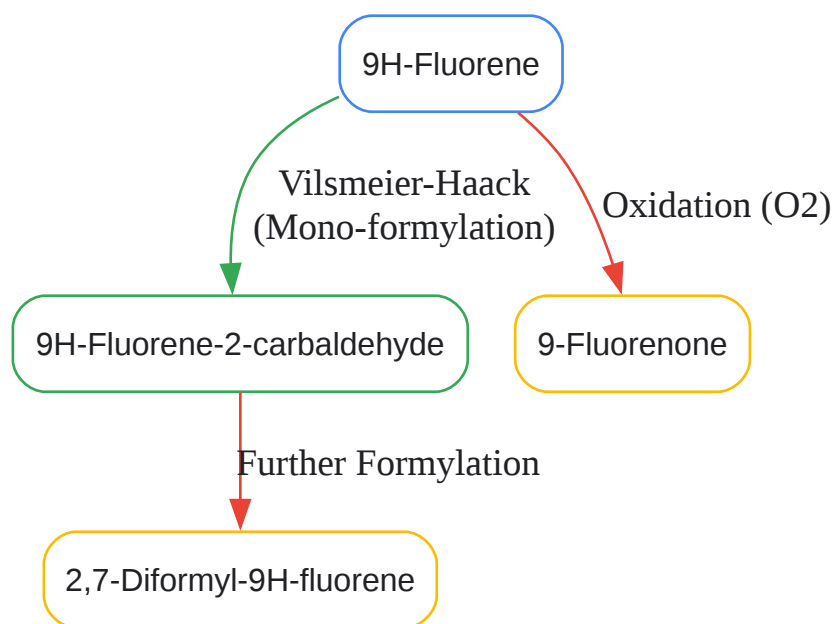 9H-Fluorene
Vilsmeier-Haack
(Mono-formylation)
Oxidation (O2)
9H-Fluorene-2-carbaldehyde
9-Fluorenone
Further Formylation
2,7-Diformyl-9H-fluorene